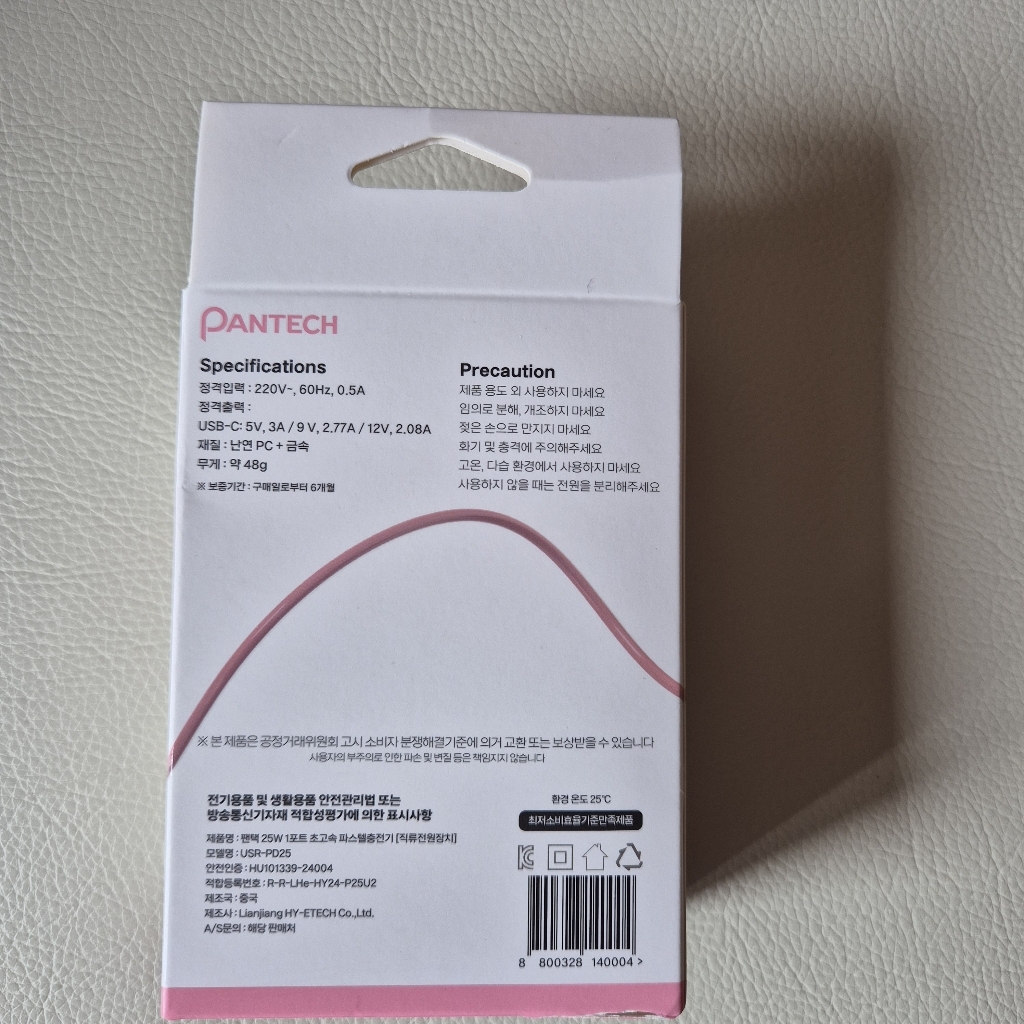 PANTECH
Specifications
정격입력 : 220V~, 60Hz, 0.5A
정격출력 :
USB-C: 5V, 3A / 9 V, 2.77A / 12V, 2.08A
재질 : 난연 PC + 금속
무게 : 약 48g
※ 보증기간 : 구매일로부터 6개월
Precaution
제품 용도 외 사용하지 마세요
임의로 분해, 개조하지 마세요
젖은 손으로 만지지 마세요
화기 및 충격에 주의해주세요
고온, 다습 환경에서 사용하지 마세요
사용하지 않을 때는 전원을 분리해주세요
※ 본 제품은 공정거래위원회 고시 소비자 분쟁해결기준에 의거 교환 또는 보상받을 수 있습니다
사용자의 부주의로 인한 파손 및 변질 등은 책임지지 않습니다
전기용품 및 생활용품 안전관리법 또는
방송통신기자재 적합성평가에 의한 표시사항
제품명 : 팬택 25W 1포트 초고속 파스텔충전기 [직류전원장치]
모델명 : USR-PD25
안전인증 : HU101339-24004
적합등록번호 : R-R-LHe-HY24-P25U2
제조국 : 중국
제조사 : Lianjiang HY-ETECH Co.,Ltd.
A/S문의 : 해당 판매처
환경 온도 25℃
최저소비효율기준만족제품
8 800328 140004 >